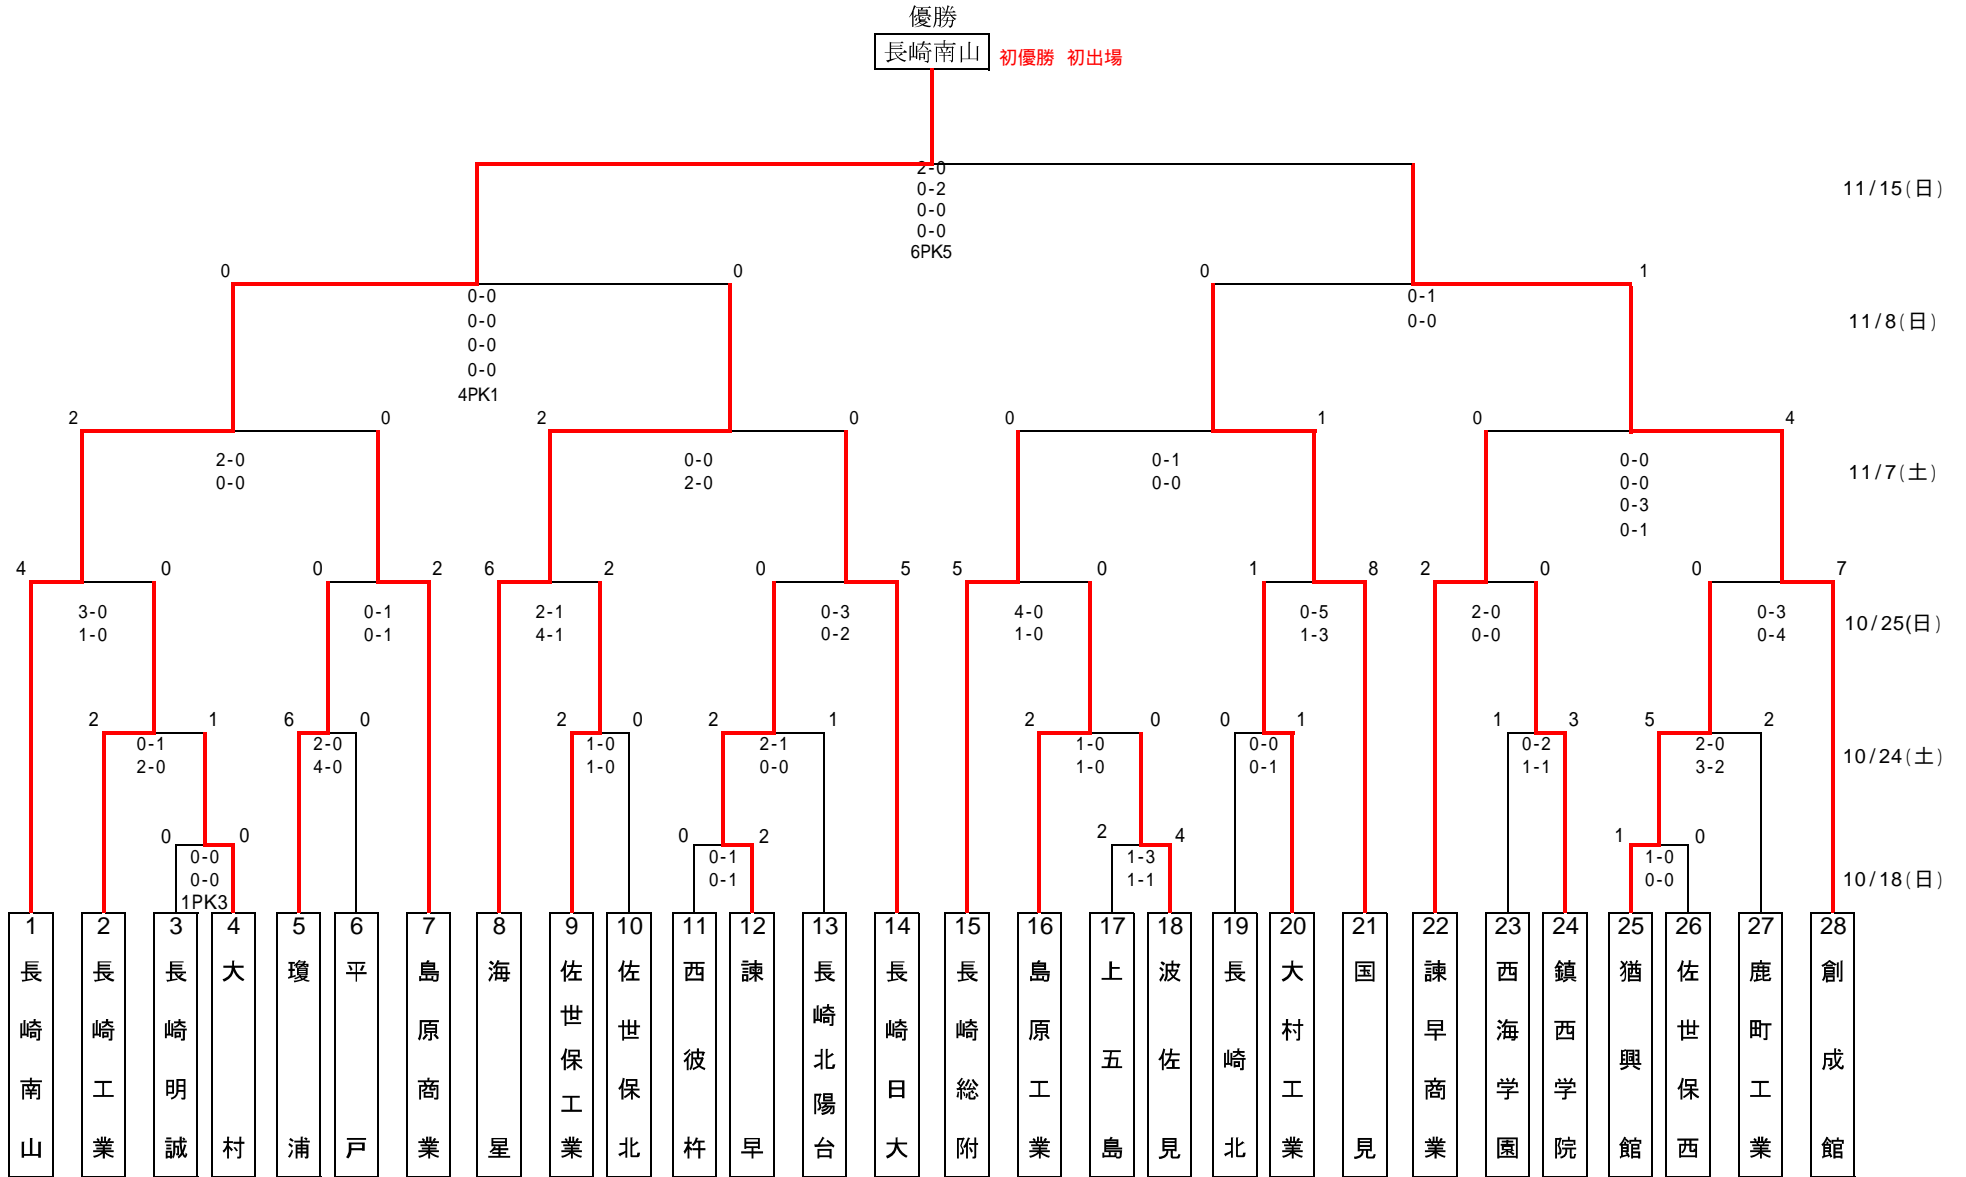 優勝
長崎南山 初優勝 初出場
2-0
0-2
0-0
0-0
6PK5
11/15(日)
0 0 0 1
0-0 0-1
0-0 0-0
0-0
0-0
4PK1
11/8(日)
2 0 2 0 0 1 0 4
2-0 0-0 0-1 0-0
0-0 2-0 0-0 0-0
0-3
0-1
11/7(土)
4 0 0 2 6 2 0 5 5 0 1 8 2 0 0 7
3-0 0-1 2-1 0-3 4-0 0-5 2-0 0-3
1-0 0-1 4-1 0-2 1-0 1-3 0-0 0-4
10/25(日)
2 1 6 0 2 0 2 1 2 0 0 1 1 3 5 2
0-1 2-0 1-0 2-1 1-0 0-0 0-2 2-0
2-0 4-0 1-0 0-0 1-0 0-1 1-1 3-2
10/24(土)
0 0 0 2 2 4 1 0
0-0 0-1 1-3 1-0
0-0 0-1 1-1 0-0
1PK3
10/18(日)
1 長崎南山
2 長崎工業
3 長崎明誠
4 大村
5 瓊浦
6 平戸
7 島原商業
8 海星
9 佐世保工業
10 佐世保北
11 西彼杵
12 諫早
13 長崎北陽台
14 長崎日大
15 長崎総附
16 島原工業
17 上五島
18 波佐見
19 長崎北
20 大村工業
21 国見
22 諫早商業
23 西海学園
24 鎮西学院
25 猶興館
26 佐世保西
27 鹿町工業
28 創成館